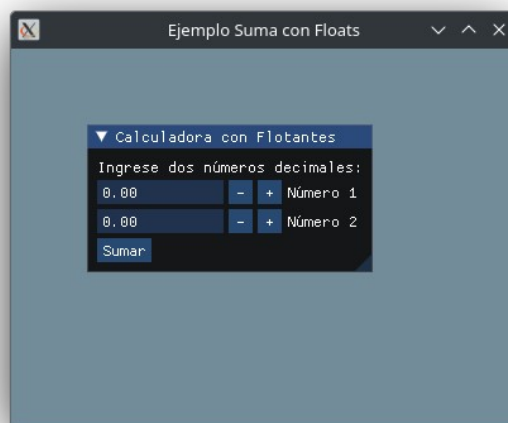 Ejemplo Suma con Floats
Calculadora con Flotantes
Ingrese dos números decimales:
0.00 - + Número 1
0.00 - + Número 2
Sumar